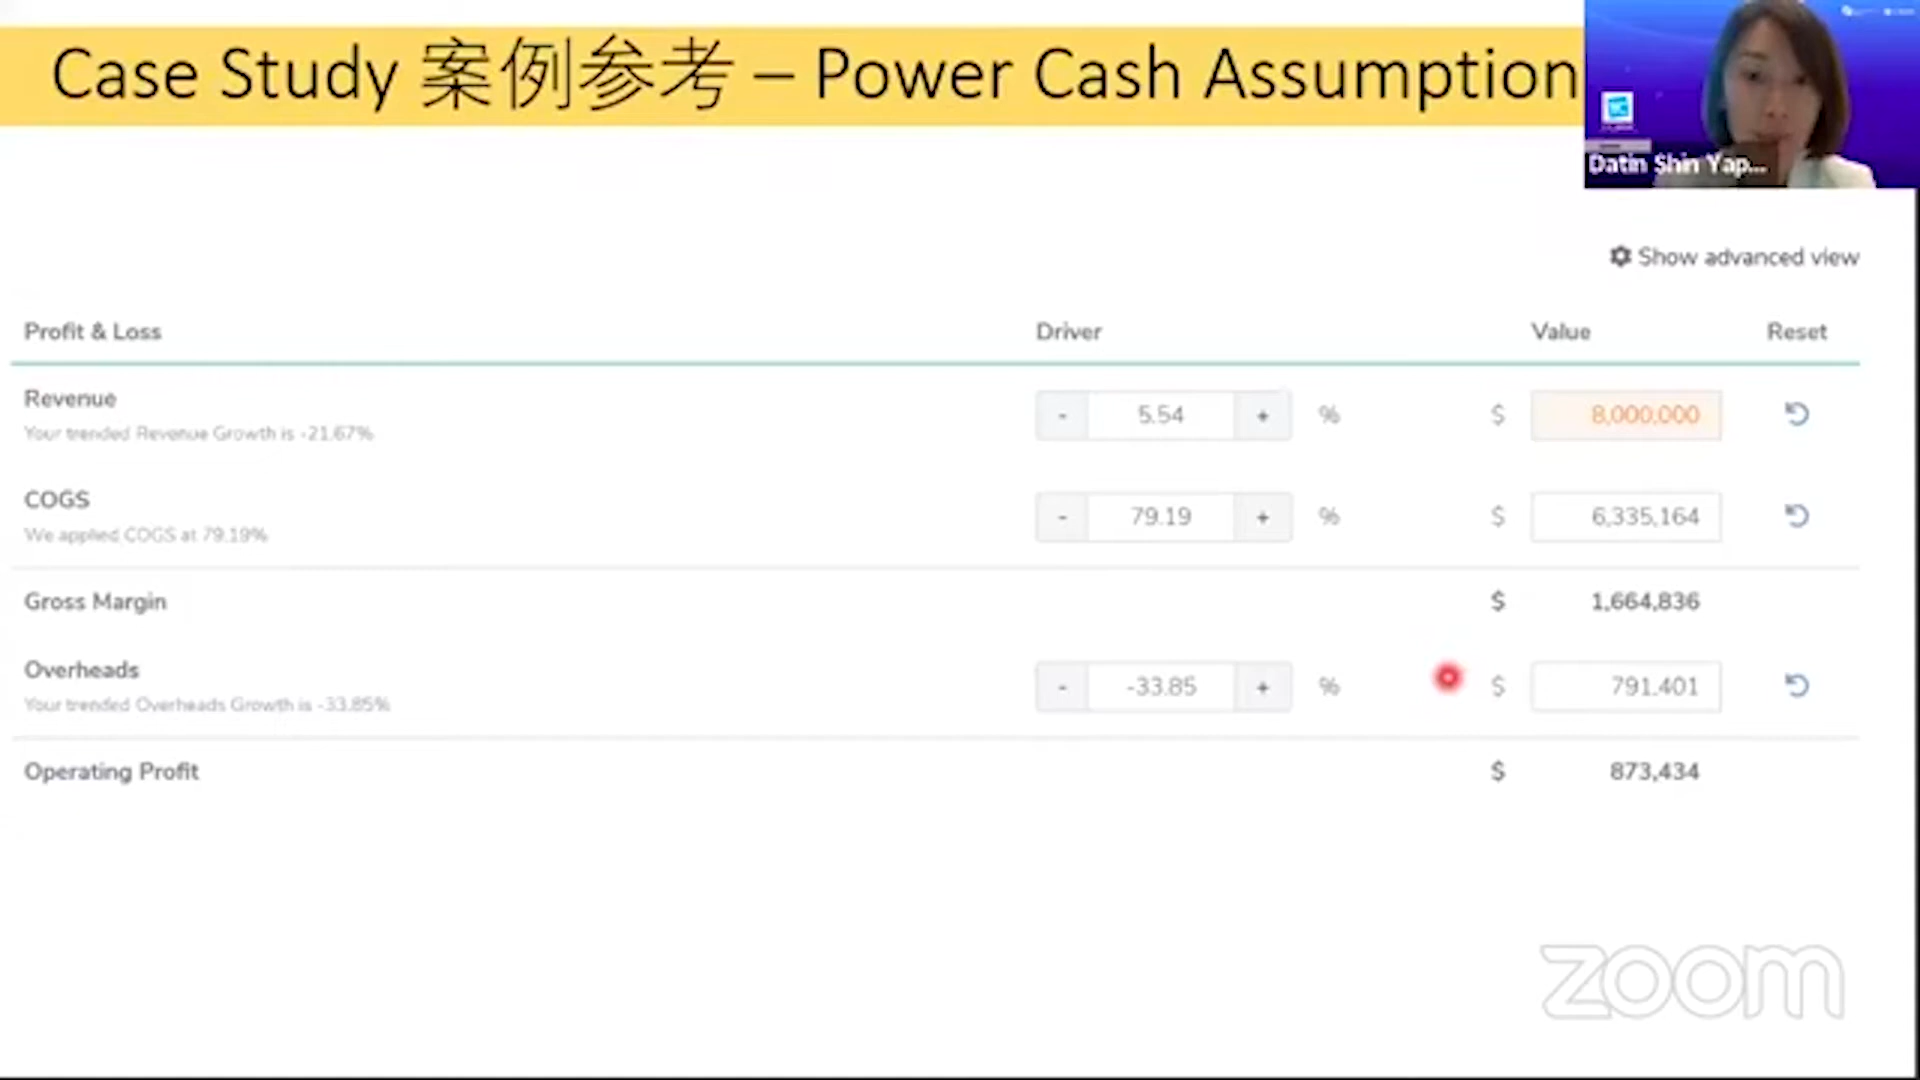 Case Study 案例参考 – Power Cash Assumption
Datin Shin Yap...
Show advanced view
Profit & Loss Driver Value Reset
Revenue
Your trended Revenue Growth is -21.67%
- 5.54 + % $ 8,000,000
COGS
We applied COGS at 79.19%
- 79.19 + % $ 6,335,164
Gross Margin $ 1,664,836
Overheads
Your trended Overheads Growth is -33.85%
- -33.85 + % $ 791,401
Operating Profit $ 873,434
zoom